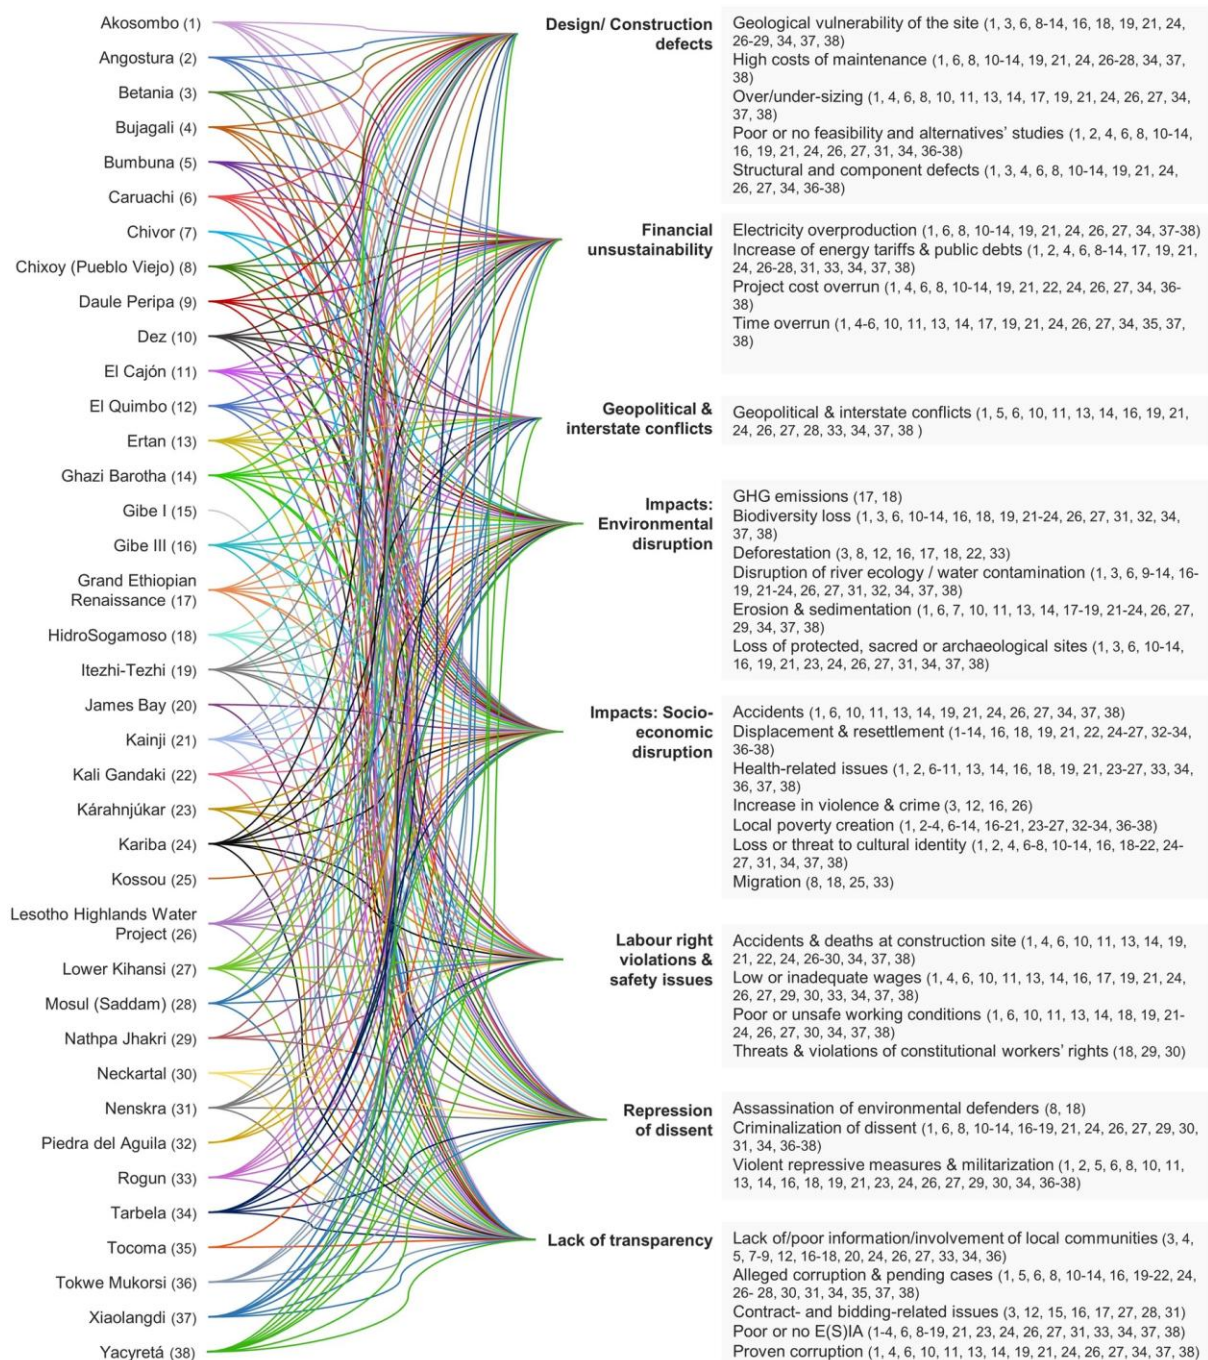 Akosombo (1)
Angostura (2)
Betania (3)
Bujagali (4)
Bumbuna (5)
Caruachi (6)
Chivor (7)
Chixoy (Pueblo Viejo) (8)
Daule Peripa (9)
Dez (10)
El Cajón (11)
El Quimbo (12)
Ertan (13)
Ghazi Barotha (14)
Gibe I (15)
Gibe III (16)
Grand Ethiopian
Renaissance (17)
HidroSogamoso (18)
Itezhi-Tezhi (19)
James Bay (20)
Kainji (21)
Kali Gandaki (22)
Kárahnjúkar (23)
Kariba (24)
Kossou (25)
Lesotho Highlands Water
Project (26)
Lower Kihansi (27)
Mosul (Saddam) (28)
Nathpa Jhakri (29)
Neckartal (30)
Nenskra (31)
Piedra del Aguila (32)
Rogun (33)
Tarbela (34)
Tocoma (35)
Tokwe Mukorsi (36)
Xiaolangdi (37)
Yacyretá (38)
Design/ Construction
defects
Geological vulnerability of the site (1, 3, 6, 8-14, 16, 18, 19, 21, 24,
26-29, 34, 37, 38)
High costs of maintenance (1, 6, 8, 10-14, 19, 21, 24, 26-28, 34, 37,
38)
Over/under-sizing (1, 4, 6, 8, 10, 11, 13, 14, 17, 19, 21, 24, 26, 27, 34,
37, 38)
Poor or no feasibility and alternatives' studies (1, 2, 4, 6, 8, 10-14,
16, 19, 21, 24, 26, 27, 31, 34, 36-38)
Structural and component defects (1, 3, 4, 6, 8, 10-14, 19, 21, 24,
26, 27, 34, 36-38)
Financial
unsustainability
Electricity overproduction (1, 6, 8, 10-14, 19, 21, 24, 26, 27, 34, 37-38)
Increase of energy tariffs & public debts (1, 2, 4, 6, 8-14, 17, 19, 21,
24, 26-28, 31, 33, 34, 37, 38)
Project cost overrun (1, 4, 6, 8, 10-14, 19, 21, 22, 24, 26, 27, 34, 36-
38)
Time overrun (1, 4-6, 10, 11, 13, 14, 17, 19, 21, 24, 26, 27, 34, 35, 37,
38)
Geopolitical &
interstate conflicts
Geopolitical & interstate conflicts (1, 5, 6, 10, 11, 13, 14, 16, 19, 21,
24, 26, 27, 28, 33, 34, 37, 38 )
Impacts:
Environmental
disruption
GHG emissions (17, 18)
Biodiversity loss (1, 3, 6, 10-14, 16, 18, 19, 21-24, 26, 27, 31, 32, 34,
37, 38)
Deforestation (3, 8, 12, 16, 17, 18, 22, 33)
Disruption of river ecology / water contamination (1, 3, 6, 9-14, 16-
19, 21-24, 26, 27, 31, 32, 34, 37, 38)
Erosion & sedimentation (1, 6, 7, 10, 11, 13, 14, 17-19, 21-24, 26, 27,
29, 34, 37, 38)
Loss of protected, sacred or archaeological sites (1, 3, 6, 10-14,
16, 19, 21, 23, 24, 26, 27, 31, 34, 37, 38)
Impacts: Socio-
economic
disruption
Accidents (1, 6, 10, 11, 13, 14, 19, 21, 24, 26, 27, 34, 37, 38)
Displacement & resettlement (1-14, 16, 18, 19, 21, 22, 24-27, 32-34,
36-38)
Health-related issues (1, 2, 6-11, 13, 14, 16, 18, 19, 21, 23-27, 33, 34,
36, 37, 38)
Increase in violence & crime (3, 12, 16, 26)
Local poverty creation (1, 2-4, 6-14, 16-21, 23-27, 32-34, 36-38)
Loss or threat to cultural identity (1, 2, 4, 6-8, 10-14, 16, 18-22, 24-
27, 31, 34, 37, 38)
Migration (8, 18, 25, 33)
Labour right
violations &
safety issues
Accidents & deaths at construction site (1, 4, 6, 10, 11, 13, 14, 19,
21, 22, 24, 26-30, 34, 37, 38)
Low or inadequate wages (1, 4, 6, 10, 11, 13, 14, 16, 17, 19, 21, 24,
26, 27, 29, 30, 33, 34, 37, 38)
Poor or unsafe working conditions (1, 6, 10, 11, 13, 14, 18, 19, 21-
24, 26, 27, 30, 34, 37, 38)
Threats & violations of constitutional workers' rights (18, 29, 30)
Repression
of dissent
Assassination of environmental defenders (8, 18)
Criminalization of dissent (1, 6, 8, 10-14, 16-19, 21, 24, 26, 27, 29, 30,
31, 34, 36-38)
Violent repressive measures & militarization (1, 2, 5, 6, 8, 10, 11,
13, 14, 16, 18, 19, 21, 23, 24, 26, 27, 29, 30, 34, 36-38)
Lack of transparency
Lack of/poor information/involvement of local communities (3, 4,
5, 7-9, 12, 16-18, 20, 24, 26, 27, 33, 34, 36)
Alleged corruption & pending cases (1, 5, 6, 8, 10-14, 16, 19-22, 24,
26- 28, 30, 31, 34, 35, 37, 38)
Contract- and bidding-related issues (3, 12, 15, 16, 17, 27, 28, 31)
Poor or no E(S)IA (1-4, 6, 8-19, 21, 23, 24, 26, 27, 31, 33, 34, 37, 38)
Proven corruption (1, 4, 6, 10, 11, 13, 14, 19, 21, 24, 26, 27, 34, 37, 38)